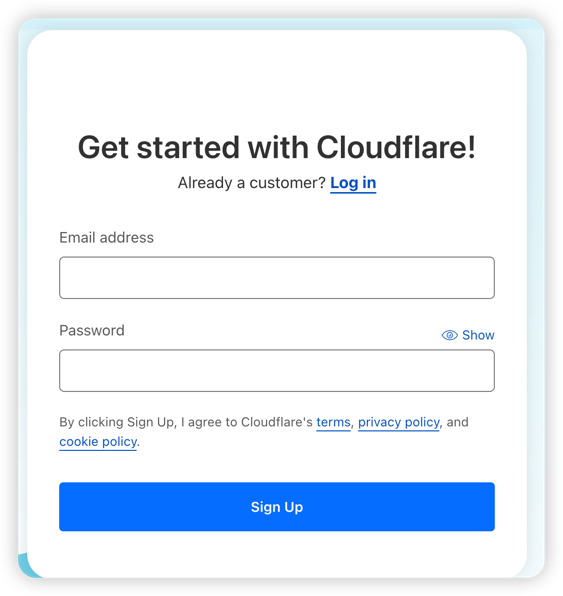 Get started with Cloudflare!
Already a customer? Log in
Email address
Password
Show
By clicking Sign Up, I agree to Cloudflare's terms, privacy policy, and
cookie policy.
Sign Up